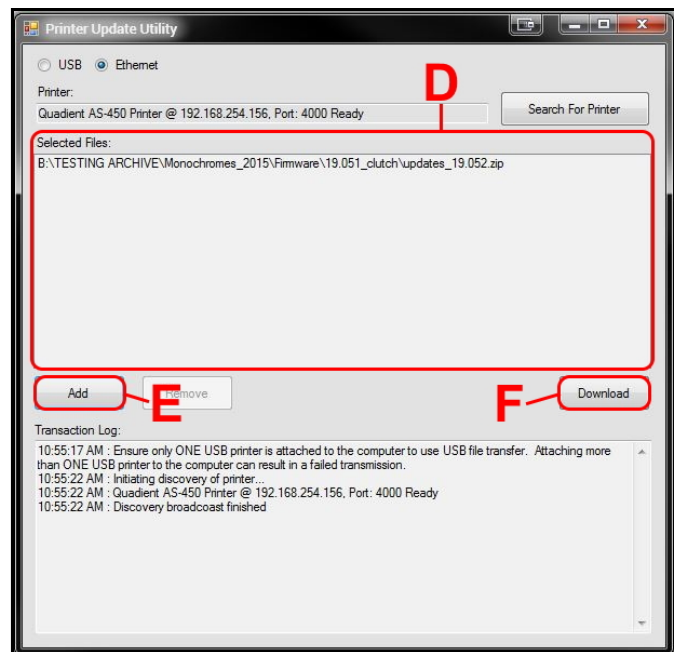 Printer Update Utility
USB Ethernet
D
Printer:
Quadient AS-450 Printer @ 192.168.254.156, Port: 4000 Ready
Search For Printer
Selected Files:
B:\TESTING ARCHIVE\Monochromes_2015\Firmware\19.051_clutch\updates_19.052.zip
Add E Remove F Download
Transaction Log:
10:55:17 AM : Ensure only ONE USB printer is attached to the computer to use USB file transfer. Attaching more
than ONE USB printer to the computer can result in a failed transmission.
10:55:22 AM : Initiating discovery of printer...
10:55:22 AM : Quadient AS-450 Printer @ 192.168.254.156, Port: 4000 Ready
10:55:22 AM : Discovery broadcoast finished